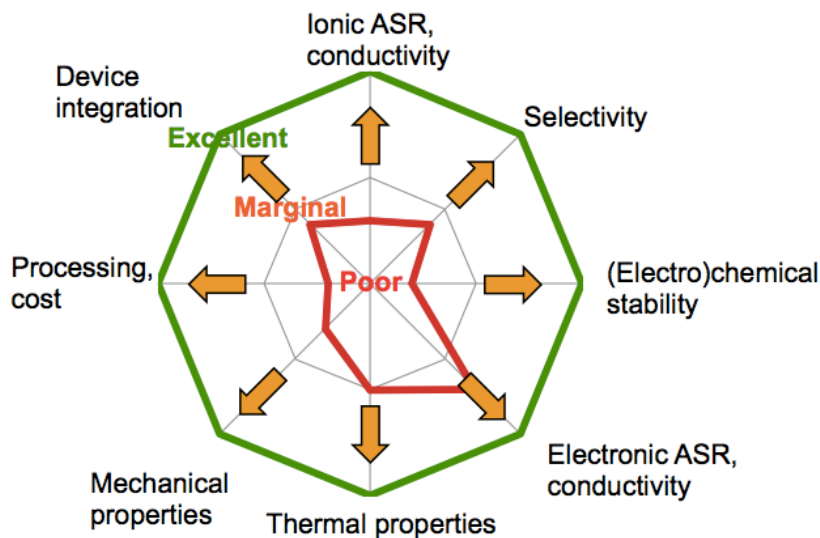 Ionic ASR,
conductivity
Device
integration
Selectivity
Excellent
Marginal
Processing,
cost
Poor
(Electro)chemical
stability
Electronic ASR,
conductivity
Mechanical
properties
Thermal properties